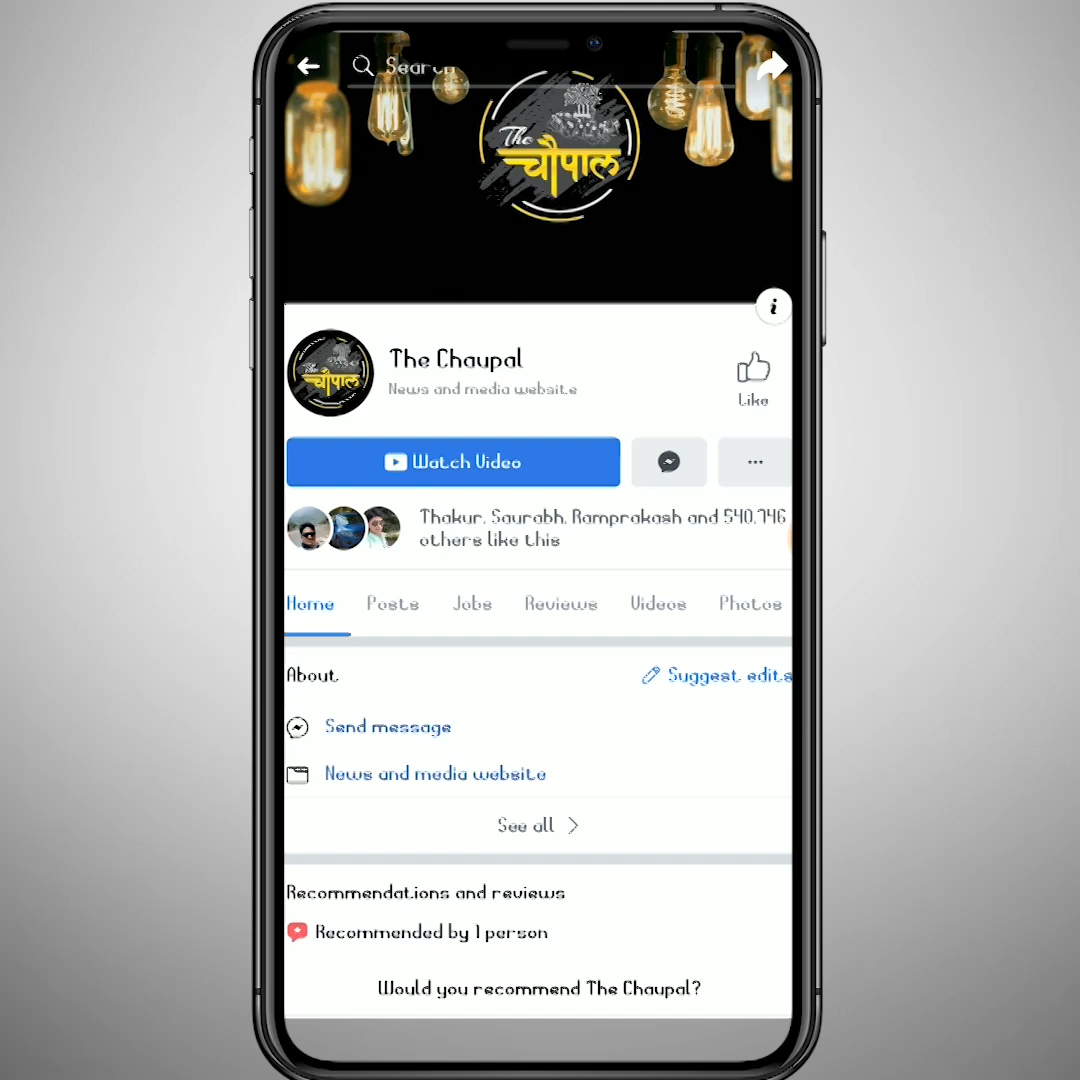 Search
The
चौपाल
The
चौपाल
The Chaupal
News and media website
Like
Watch Video
Thakur, Saurabh, Ramprakash and 540,746
others like this
Home Posts Jobs Reviews Videos Photos
About
Suggest edits
Send message
News and media website
See all
Recommendations and reviews
Recommended by 1 person
Would you recommend The Chaupal?